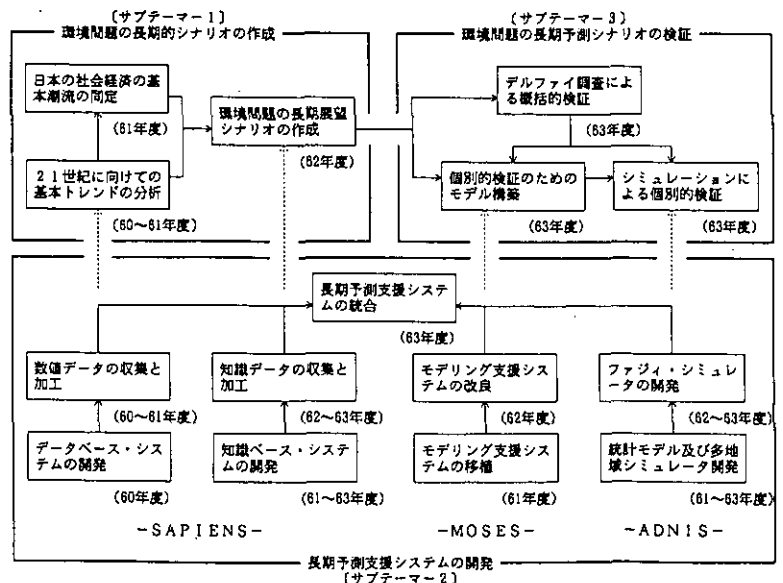 〔サブテーマー1〕
環境問題の長期的シナリオの作成
〔サブテーマー3〕
環境問題の長期予測シナリオの検証
日本の社会経済の基
本潮流の同定
(61年度)
21世紀に向けての
基本トレンドの分析
(60〜61年度)
環境問題の長期展望
シナリオの作成
(62年度)
デルファイ調査によ
る概括的検証
(63年度)
個別的検証のための
モデル構築
(63年度)
シミュレーションによ
る個別的検証
(63年度)
長期予測支援システ
ムの統合
(63年度)
数値データの収集と
加工
(60〜61年度)
知識データの収集と
加工
(62〜63年度)
モデリング支援シス
テムの改良
(62年度)
ファジィ・シミュレ
ータの開発
(62〜63年度)
データベース・シス
テムの開発
(60年度)
知識ベース・システ
ムの開発
(61〜63年度)
モデリング支援シス
テムの移植
(61年度)
統計モデル及び多地
域シミュレータ開発
(61〜63年度)
−SAPIENS−
−MOSES−
−ADNIS−
長期予測支援システムの開発
〔サブテーマー2〕